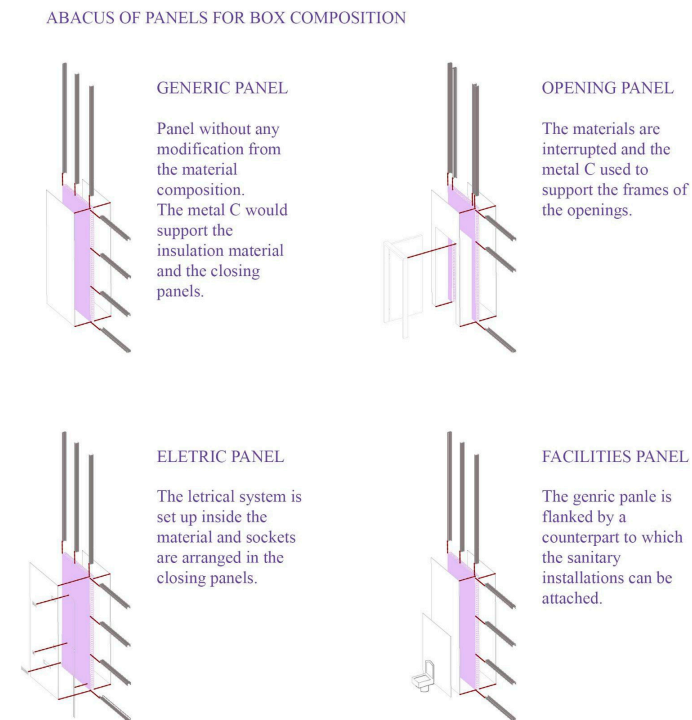 ABACUS OF PANELS FOR BOX COMPOSITION
GENERIC PANEL
Panel without any
modification from
the material
composition.
The metal C would
support the
insulation material
and the closing
panels.
OPENING PANEL
The materials are
interrupted and the
metal C used to
support the frames of
the openings.
ELETRIC PANEL
The letrical system is
set up inside the
material and sockets
are arranged in the
closing panels.
FACILITIES PANEL
The genric panle is
flanked by a
counterpart to which
the sanitary
installations can be
attached.